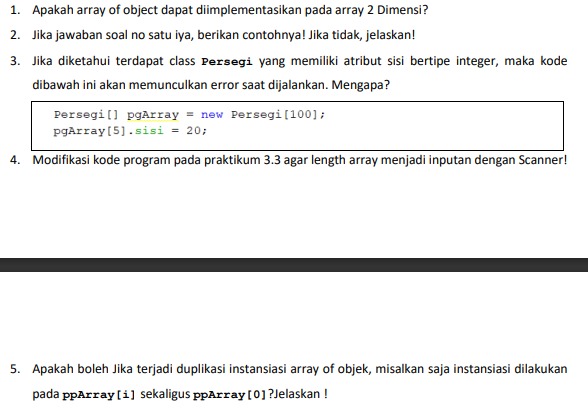 1. Apakah array of object dapat diimplementasikan pada array 2 Dimensi?
2. Jika jawaban soal no satu iya, berikan contohnya! Jika tidak, jelaskan!
3. Jika diketahui terdapat class Persegi yang memiliki atribut sisi bertipe integer, maka kode
dibawah ini akan memunculkan error saat dijalankan. Mengapa?
Persegi[] pgArray = new Persegi[100];
pgArray[5].sisi = 20;
4. Modifikasi kode program pada praktikum 3.3 agar length array menjadi inputan dengan Scanner!
5. Apakah boleh Jika terjadi duplikasi instansiasi array of objek, misalkan saja instansiasi dilakukan
pada ppArray[i] sekaligus ppArray[0]?Jelaskan !